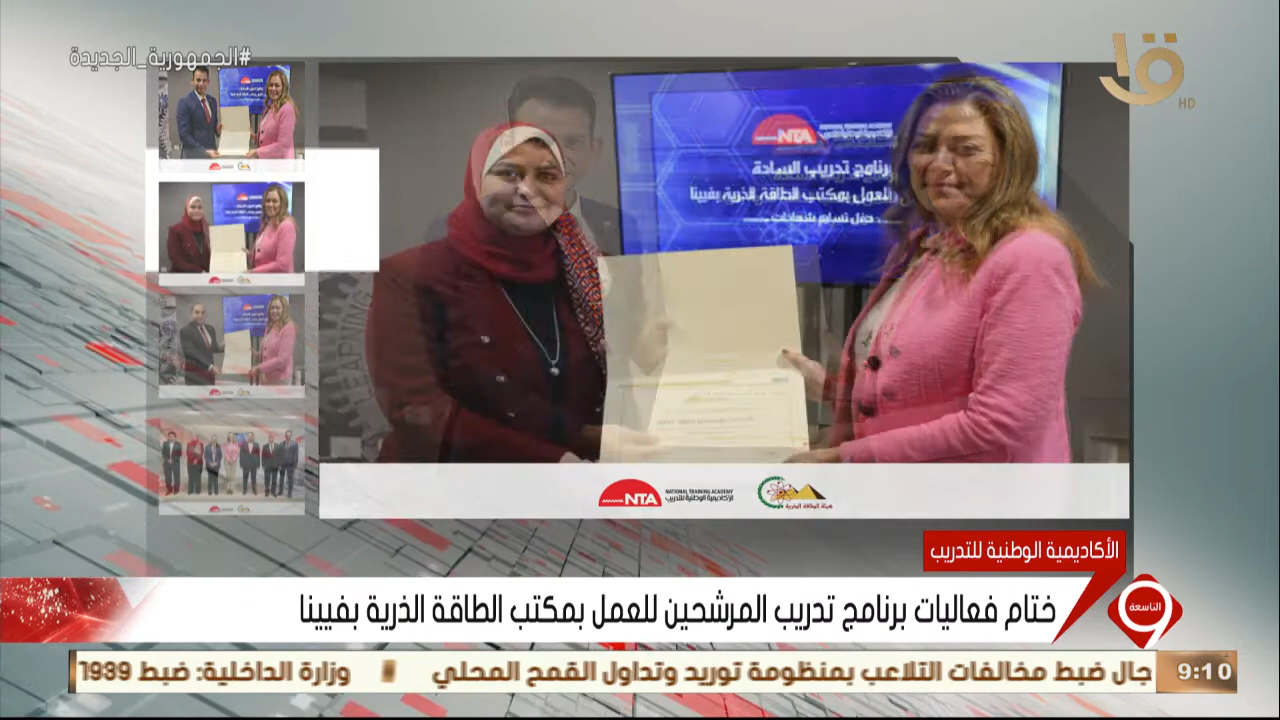 #الجمهورية_الجديدة
HD
NTA
برنامج تدريب السادة
للعمل بمكتب الطاقة الذرية بفيينا
حفل تسليم شهادات
NTA
NATIONAL TRAINING ACADEMY
الأكاديمية الوطنية للتدريب
هيئة الطاقة الذرية
الأكاديمية الوطنية للتدريب
ختام فعاليات برنامج تدريب المرشحين للعمل بمكتب الطاقة الذرية بفيينا
التاسعة
9
9:10
جال ضبط مخالفات التلاعب بمنظومة توريد وتداول القمح المحلي
وزارة الداخلية: ضبط 1939